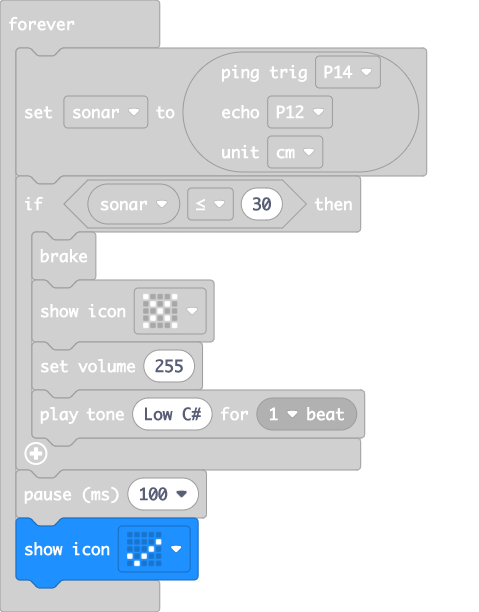 forever
ping trig P14
set sonar to echo P12
unit cm
if sonar ≤ 30 then
brake
show icon
set volume 255
play tone Low C# for 1 beat
pause (ms) 100
show icon